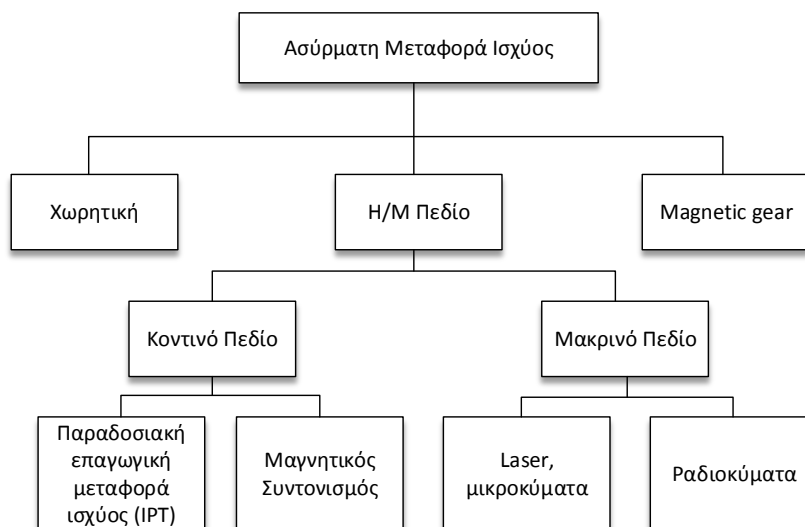 Ασύρματη Μεταφορά Ισχύος
Χωρητική
Η/Μ Πεδίο
Magnetic gear
Κοντινό Πεδίο
Μακρινό Πεδίο
Παραδοσιακή
επαγωγική
μεταφορά
ισχύος (IPT)
Μαγνητικός
Συντονισμός
Laser,
μικροκύματα
Ραδιοκύματα